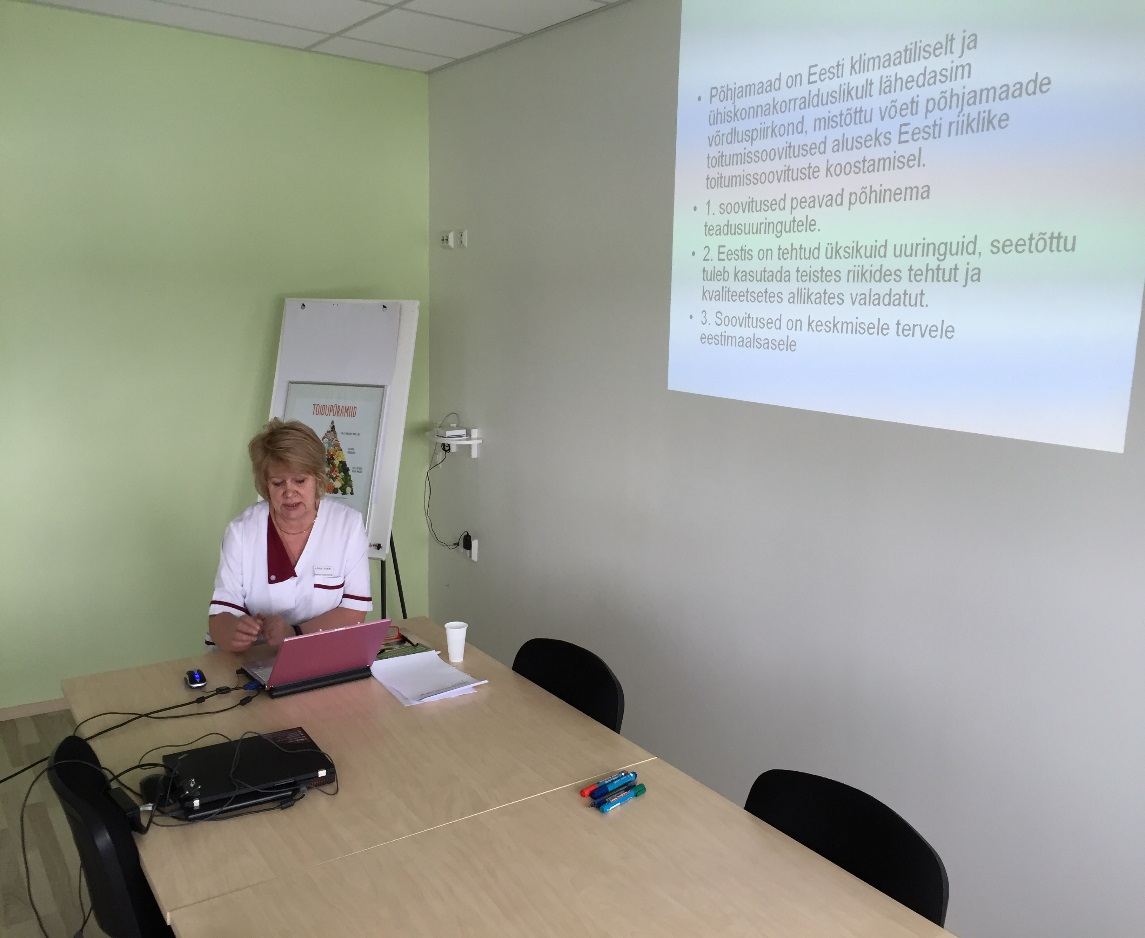 • Põhjamaad on Eesti klimaatiliselt ja
ühiskonnakorralduslikult lähedasim
võrdluspiirkond, mistõttu võeti põhjamaade
toitumissoovitused aluseks Eesti riiklike
toitumissoovituste koostamisel.
• 1. soovitused peavad põhinema
teadusuuringutele.
• 2. Eestis on tehtud üksikuid uuringuid, seetõttu
tuleb kasutada teistes riikides tehtut ja
kvaliteetsetes allikates valadatut.
• 3. Soovitused on keskmisele tervele
eestimaalsasele
TOIDUPÜRAMIID